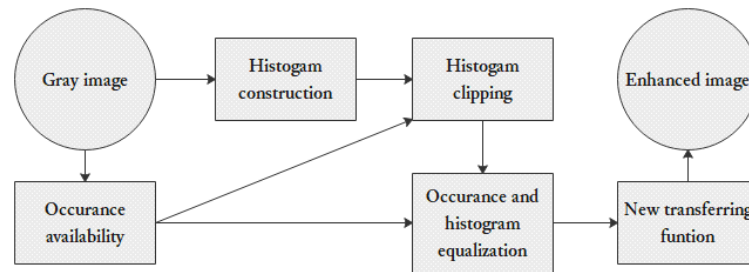 Gray image
Histogam
construction
Histogam
clipping
Enhanced image
Occurance
availability
Occurance and
histogram
equalization
New transferring
funtion